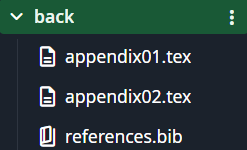 back
appendix01.tex
appendix02.tex
references.bib